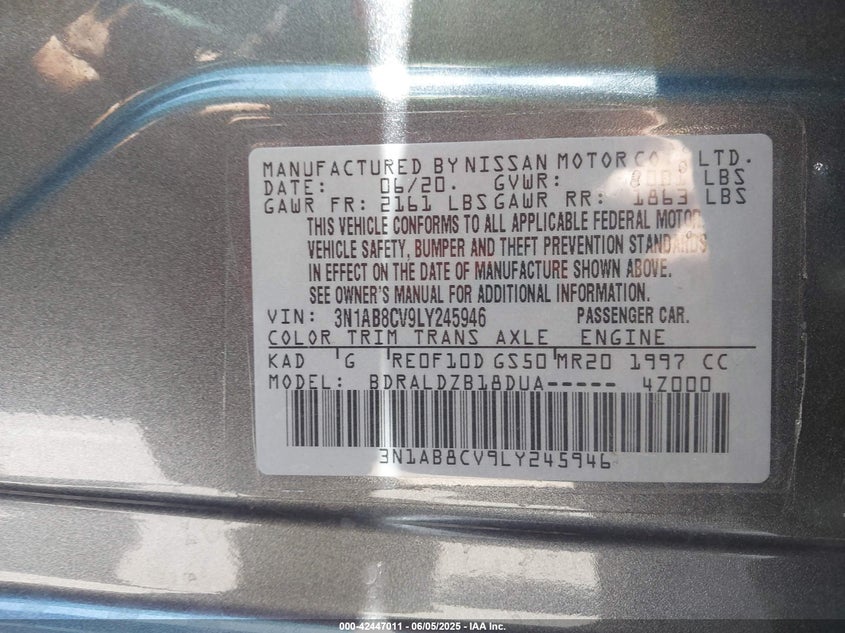 MANUFACTURED BY NISSAN MOTOR CO., LTD.
DATE: 06/20. GVWR: LBS
GAWR FR: 2161 LBS GAWR RR: 1863 LBS
THIS VEHICLE CONFORMS TO ALL APPLICABLE FEDERAL MOTOR
VEHICLE SAFETY, BUMPER AND THEFT PREVENTION STANDARDS
IN EFFECT ON THE DATE OF MANUFACTURE SHOWN ABOVE.
SEE OWNER'S MANUAL FOR ADDITIONAL INFORMATION.
VIN: 3N1AB8CV9LY245946 PASSENGER CAR.
COLOR TRIM TRANS AXLE ENGINE
KAD G RE0F10D GS50 MR20 1997 CC
MODEL: BDRALDZB18DUA----- 4Z000
3N1AB8CV9LY245946
000-42447011 - 06/05/2025 - IAA Inc.